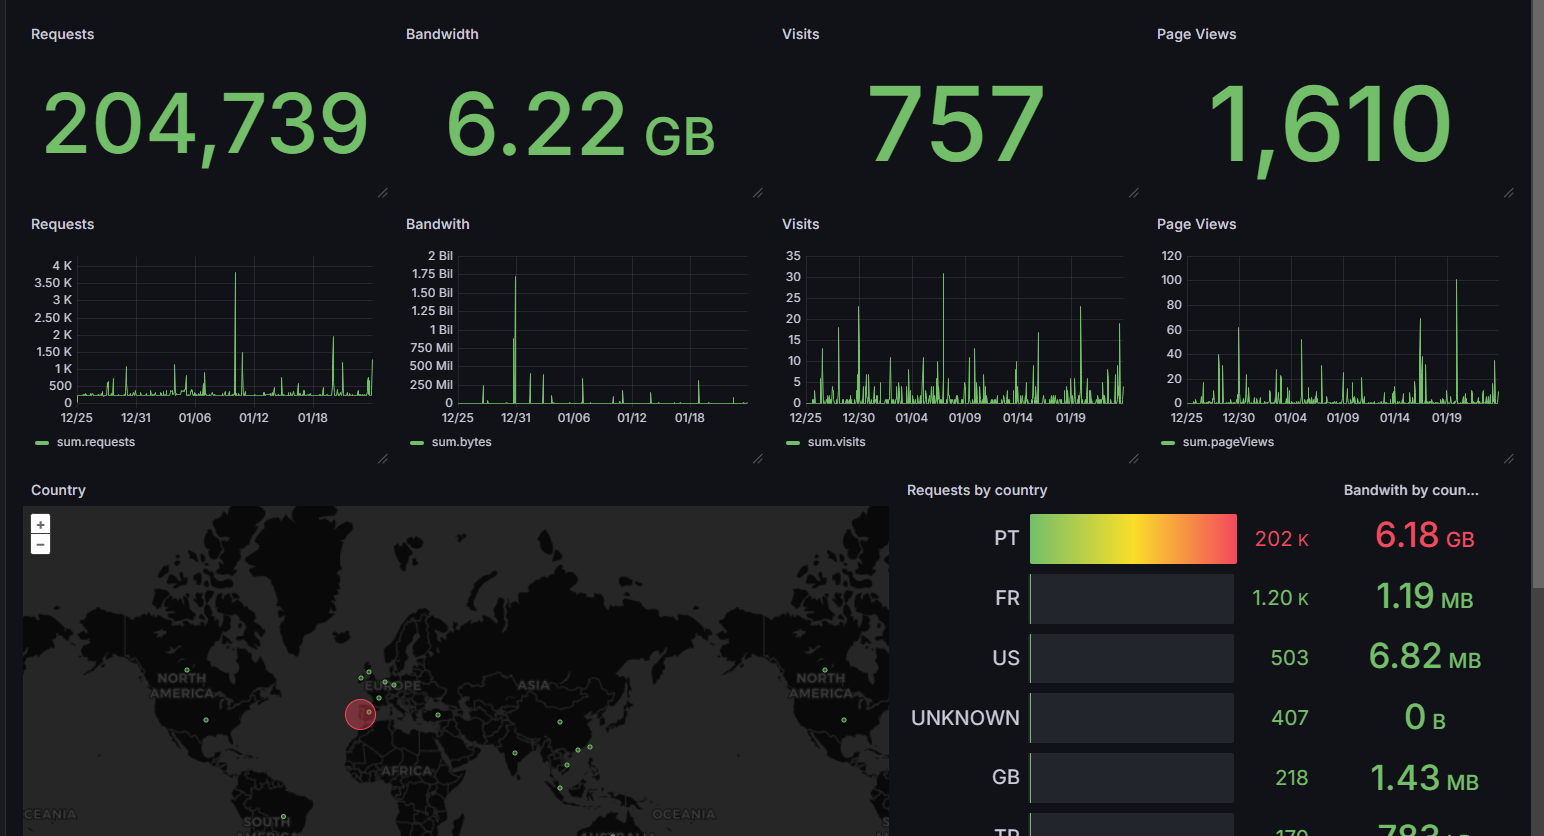 Requests
Bandwidth
Visits
Page Views
204,739
6.22 GB
757
1,610
Requests
Bandwith
Visits
Page Views
4 K
3.50 K
3 K
2.50 K
2 K
1.50 K
1 K
500
0
12/25 12/31 01/06 01/12 01/18
sum.requests
2 Bil
1.75 Bil
1.50 Bil
1.25 Bil
1 Bil
750 Mil
500 Mil
250 Mil
0
12/25 12/31 01/06 01/12 01/18
sum.bytes
35
30
25
20
15
10
5
0
12/25 12/30 01/04 01/09 01/14 01/19
sum.visits
120
100
80
60
40
20
0
12/25 12/30 01/04 01/09 01/14 01/19
sum.pageViews
Country
+
−
NORTH
AMERICA
EUROPE
ASIA
NORTH
AMERICA
AFRICA
CEANIA
SOUTH
AMERICA
OCEANIA
AUSTRALIA
S
Requests by country
Bandwith by coun...
PT 202 K 6.18 GB
FR 1.20 K 1.19 MB
US 503 6.82 MB
UNKNOWN 407 0 B
GB 218 1.43 MB
TR